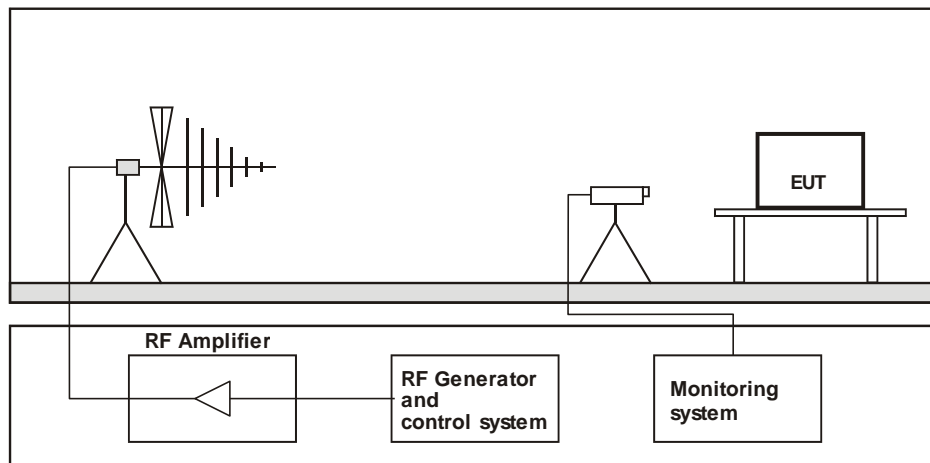 EUT
RF Amplifier
RF Generator
and
control system
Monitoring
system